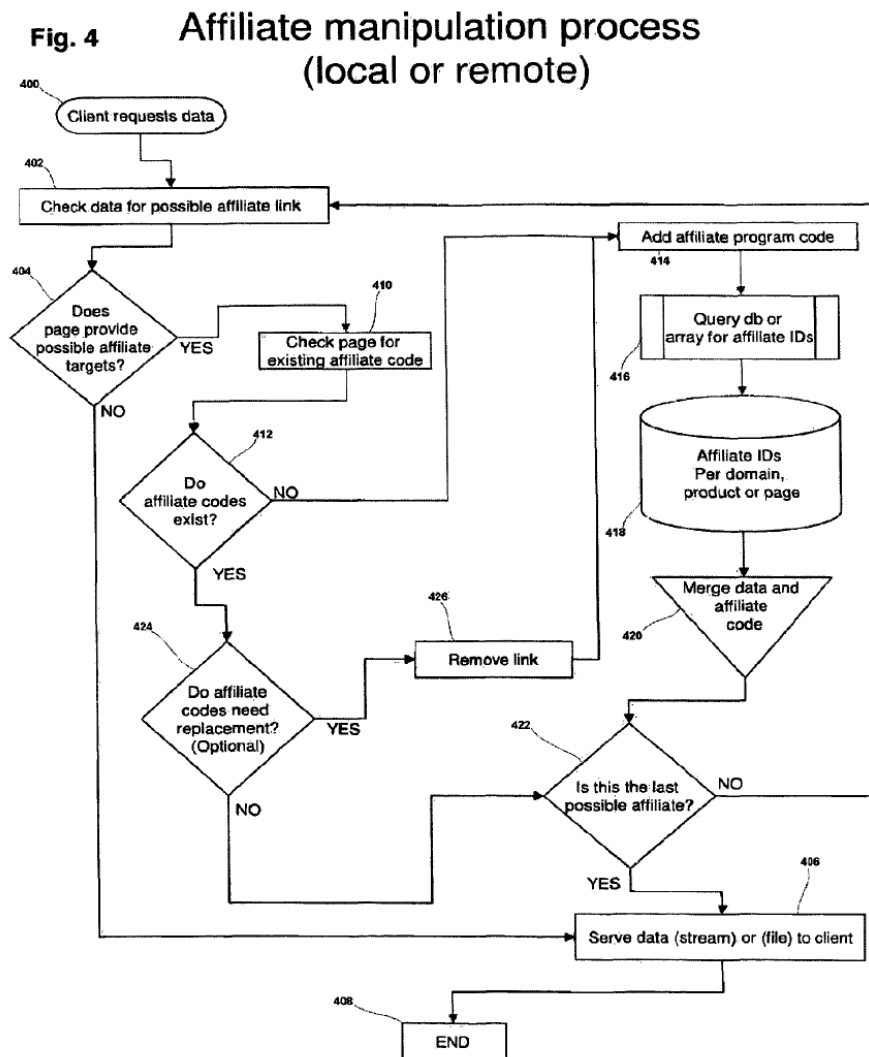 Fig. 4
Affiliate manipulation process
(local or remote)
400
Client requests data
402
Check data for possible affiliate link
404
Does
page provide
possible affiliate
targets?
YES
NO
410
Check page for
existing affiliate code
412
Do
affiliate codes
exist?
NO
YES
414
Add affiliate program code
416
Query db or
array for affiliate IDs
418
Affiliate IDs
Per domain,
product or page
420
Merge data and
affiliate
code
424
Do affiliate
codes need
replacement?
(Optional)
YES
NO
426
Remove link
422
Is this the last
possible affiliate?
NO
YES
406
Serve data (stream) or (file) to client
408
END